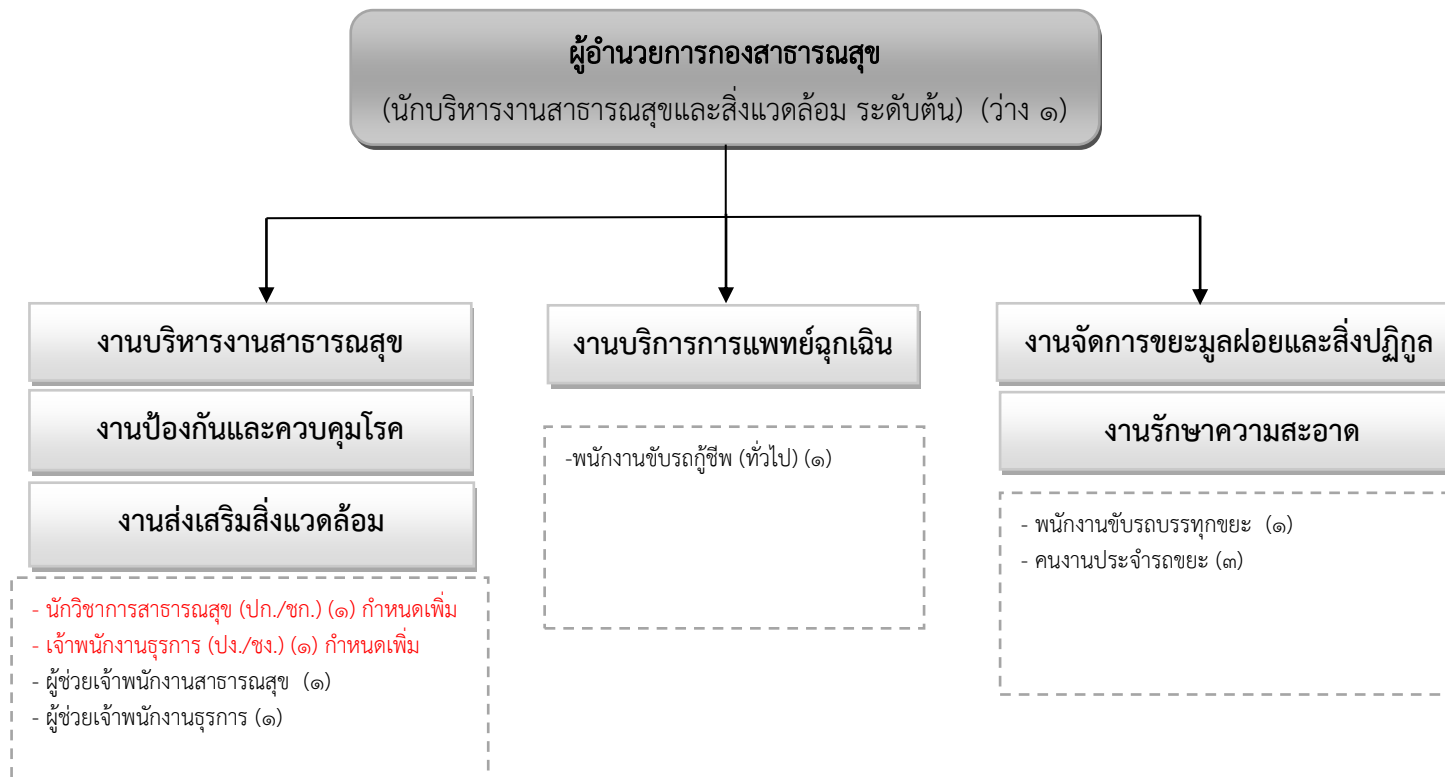 ผู้อำนวยการกองสาธารณสุข
(นักบริหารงานสาธารณสุขและสิ่งแวดล้อม ระดับต้น) (ว่าง ๑)
งานบริหารงานสาธารณสุข
งานป้องกันและควบคุมโรค
งานส่งเสริมสิ่งแวดล้อม
- นักวิชาการสาธารณสุข (ปก./ชก.) (๑) กำหนดเพิ่ม
- เจ้าพนักงานธุรการ (ปง./ชง.) (๑) กำหนดเพิ่ม
- ผู้ช่วยเจ้าพนักงานสาธารณสุข (๑)
- ผู้ช่วยเจ้าพนักงานธุรการ (๑)
งานบริการการแพทย์ฉุกเฉิน
-พนักงานขับรถกู้ชีพ (ทั่วไป) (๑)
งานจัดการขยะมูลฝอยและสิ่งปฏิกูล
งานรักษาความสะอาด
- พนักงานขับรถบรรทุกขยะ (๑)
- คนงานประจำรถขยะ (๓)